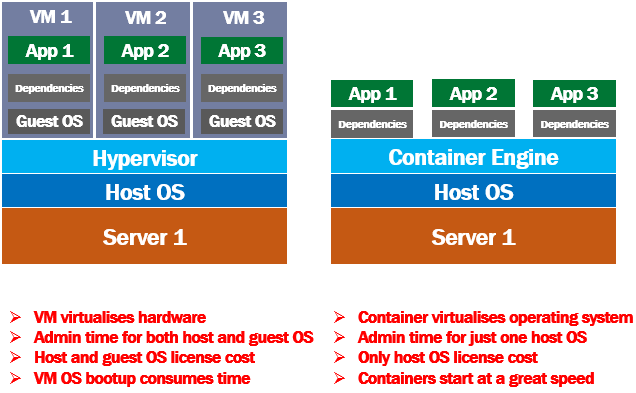 VM 1 VM 2 VM 3
App 1 App 2 App 3
Dependencies Dependencies Dependencies
Guest OS Guest OS Guest OS
Hypervisor
Host OS
Server 1
App 1 App 2 App 3
Dependencies Dependencies Dependencies
Container Engine
Host OS
Server 1
VM virtualises hardware
Admin time for both host and guest OS
Host and guest OS license cost
VM OS bootup consumes time
Container virtualises operating system
Admin time for just one host OS
Only host OS license cost
Containers start at a great speed